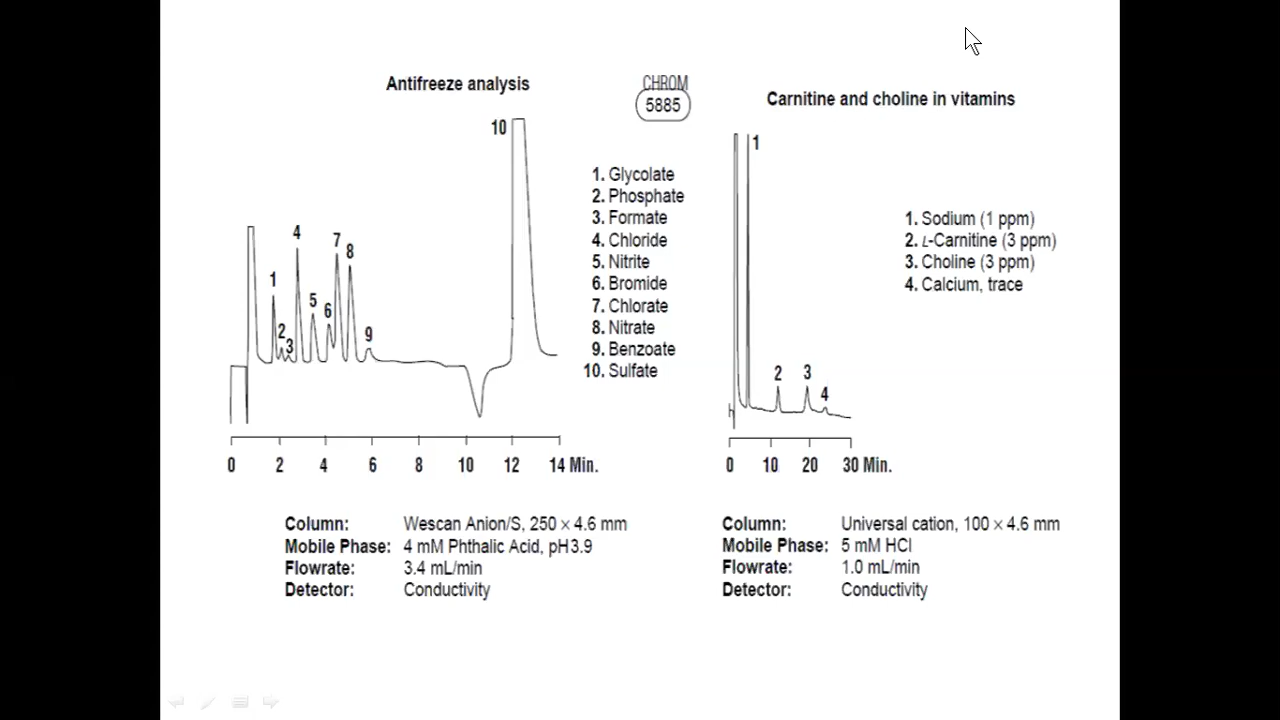 Antifreeze analysis
10
1
2
3
4
5
6
7
8
9
0 2 4 6 8 10 12 14 Min.
CHROM
5885
1. Glycolate
2. Phosphate
3. Formate
4. Chloride
5. Nitrite
6. Bromide
7. Chlorate
8. Nitrate
9. Benzoate
10. Sulfate
Column: Wescan Anion/S, 250 × 4.6 mm
Mobile Phase: 4 mM Phthalic Acid, pH3.9
Flowrate: 3.4 mL/min
Detector: Conductivity
Carnitine and choline in vitamins
1
2
3
4
0 10 20 30 Min.
1. Sodium (1 ppm)
2. L-Carnitine (3 ppm)
3. Choline (3 ppm)
4. Calcium, trace
Column: Universal cation, 100 × 4.6 mm
Mobile Phase: 5 mM HCl
Flowrate: 1.0 mL/min
Detector: Conductivity